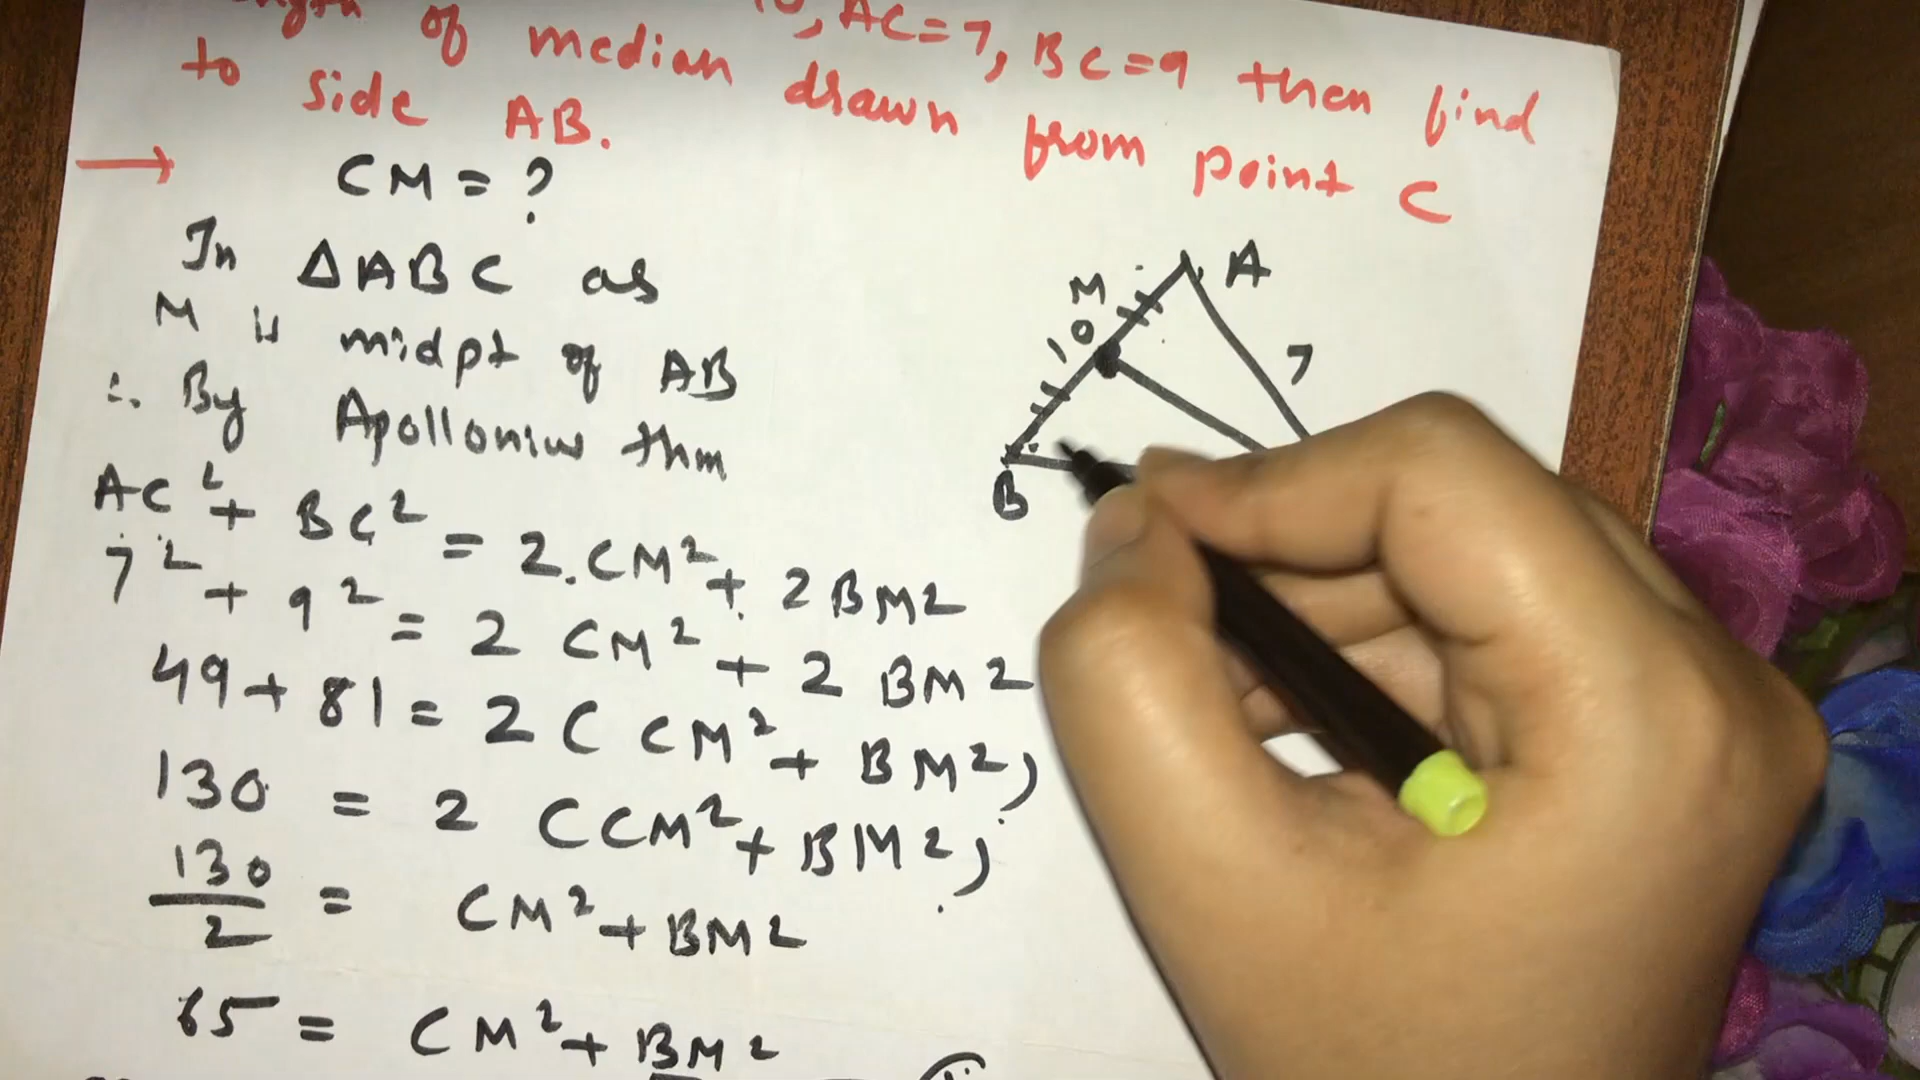 of median drawn from point C
10, AC=7, BC=9 then find
to side AB.
CM = ?
In △ABC as
M is midpt of AB
∴ By Apollonius thm
AC² + BC² = 2.CM² + 2BM2
7² + 9² = 2 CM² + 2 BM2
49 + 81 = 2 ( CM² + BM2)
130 = 2 (CM² + BM2)
130/2 = CM² + BM2
65 = CM² + BM2
A
M
10
7
B